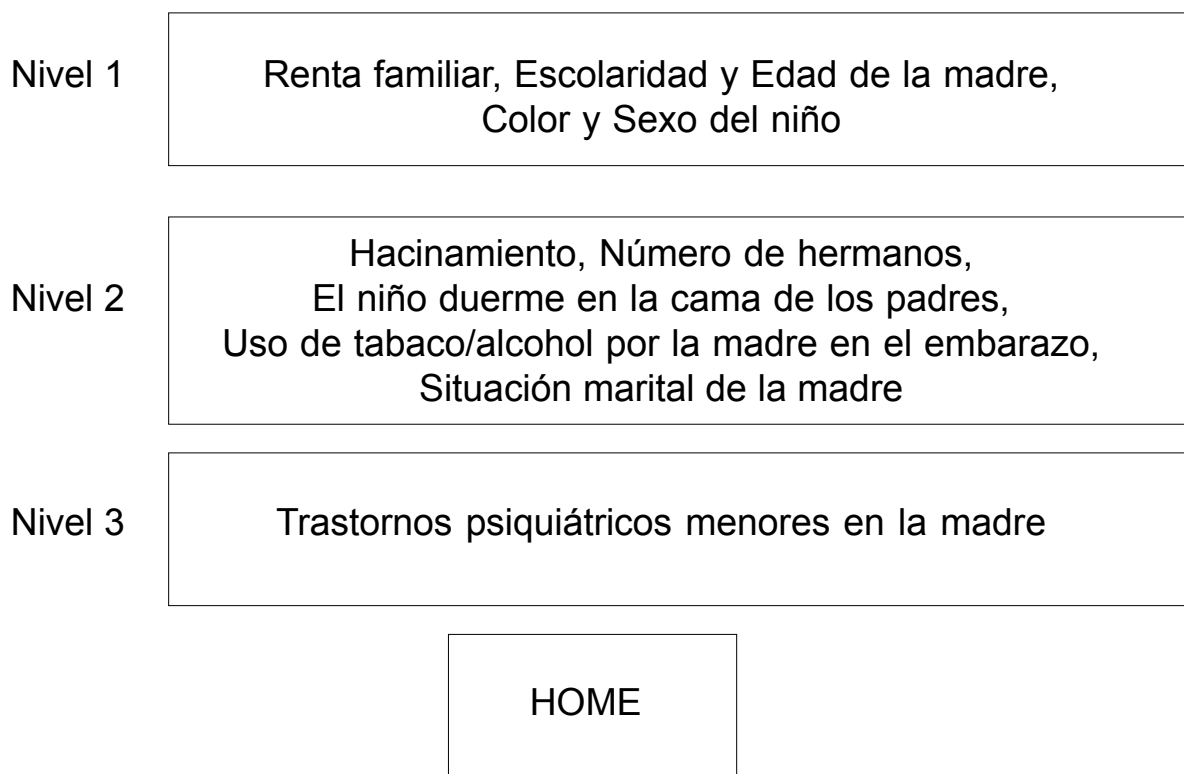 Nivel 1
Renta familiar, Escolaridad y Edad de la madre,
Color y Sexo del niño
Nivel 2
Hacinamiento, Número de hermanos,
El niño duerme en la cama de los padres,
Uso de tabaco/alcohol por la madre en el embarazo,
Situación marital de la madre
Nivel 3
Trastornos psiquiátricos menores en la madre
HOME